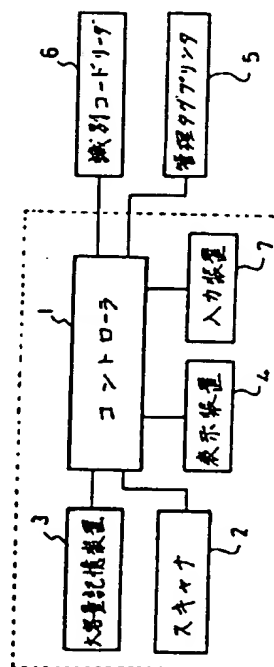 3
大容量記憶装置
1
コントローラ
6
識別コードリーダ
スキャナ
2
表示装置
4
入力装置
7
管理タグプリンタ
5